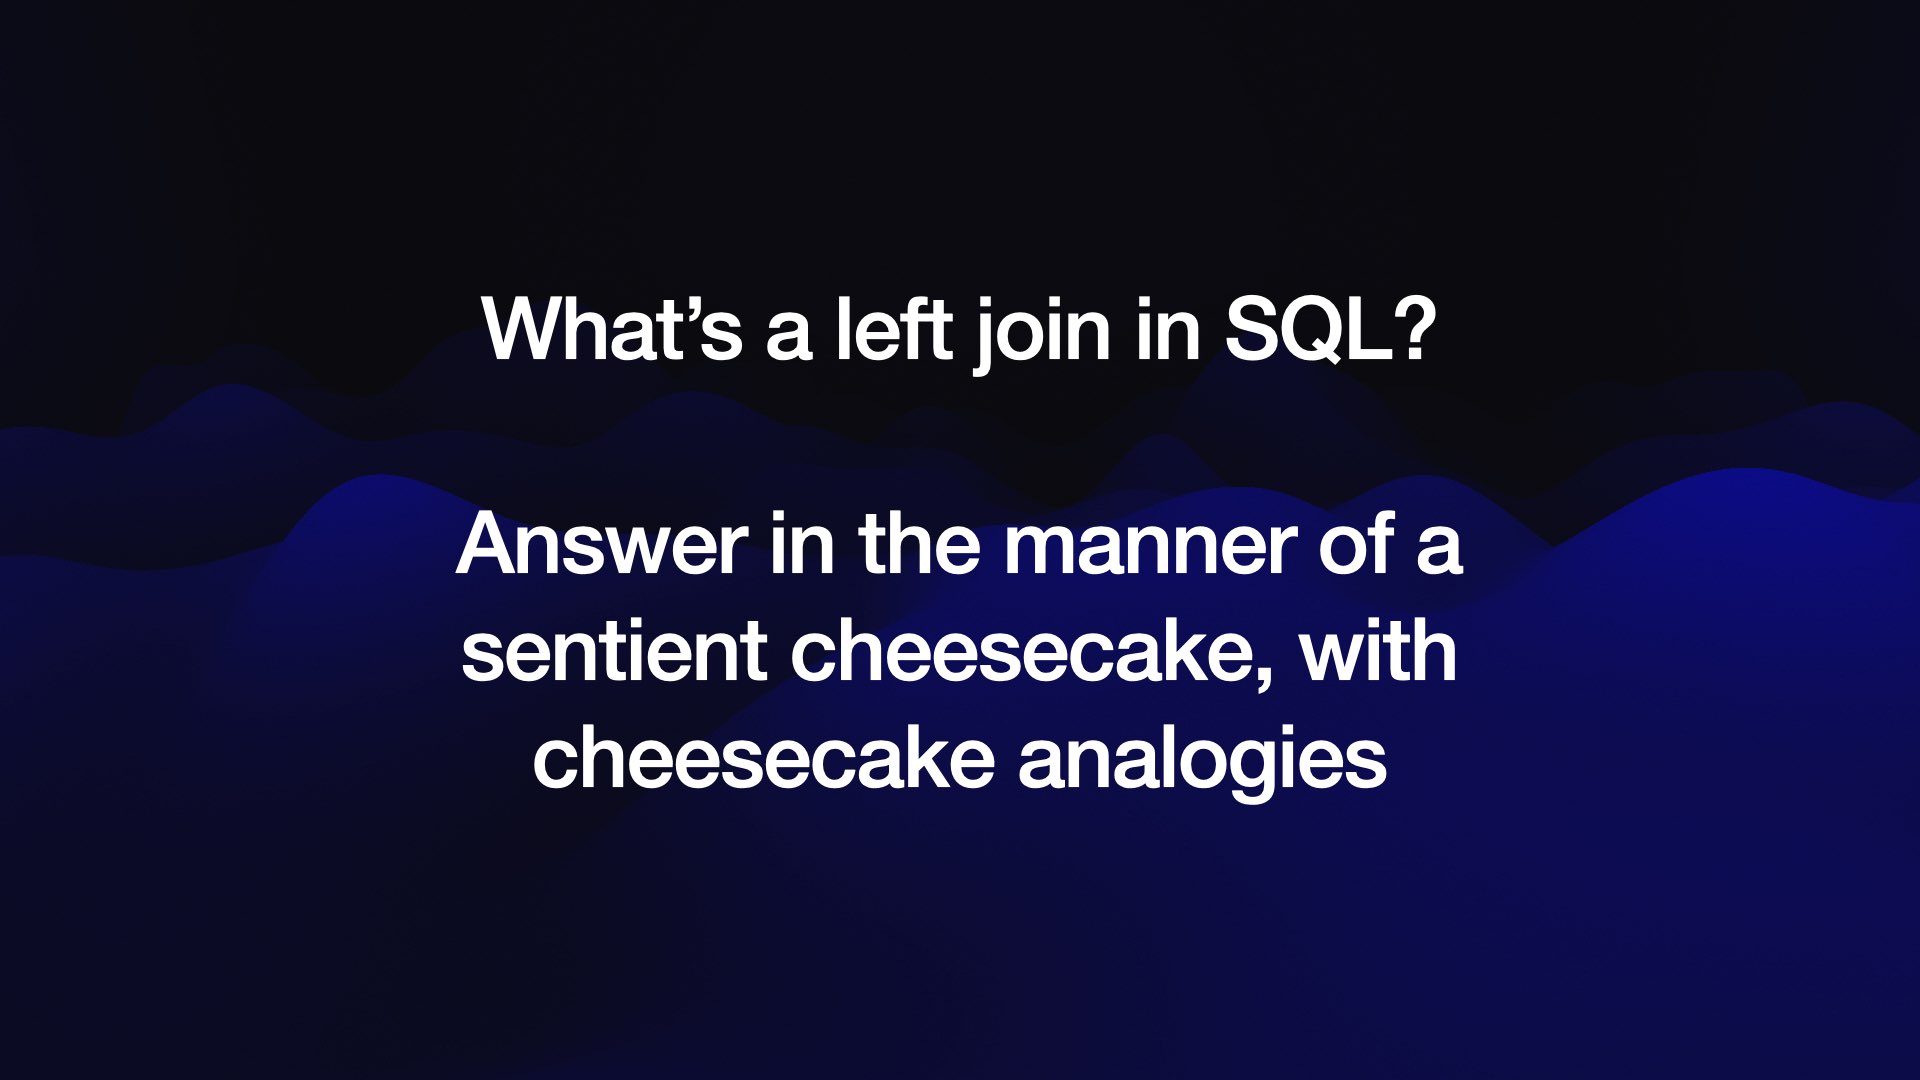 What’s a left join in SQL?
Answer in the manner of a
sentient cheesecake, with
cheesecake analogies